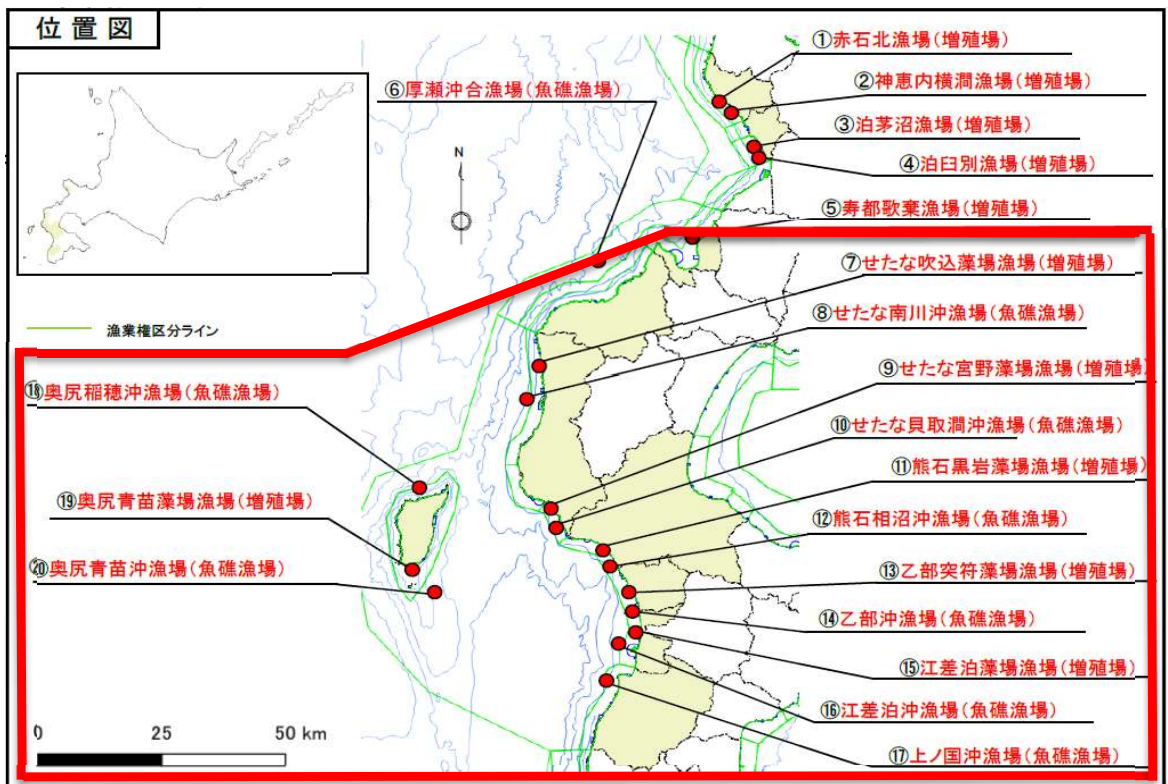 位置図
①赤石北漁場(増殖場)
②神恵内横澗漁場(増殖場)
③泊茅沼漁場(増殖場)
④泊臼別漁場(増殖場)
⑤寿都歌棄漁場(増殖場)
⑥厚瀬沖合漁場(魚礁漁場)
N
漁業権区分ライン
⑦せたな吹込藻場漁場(増殖場)
⑧せたな南川沖漁場(魚礁漁場)
⑨せたな宮野藻場漁場(増殖場)
⑩せたな貝取澗沖漁場(魚礁漁場)
⑪熊石黒岩藻場漁場(増殖場)
⑫熊石相沼沖漁場(魚礁漁場)
⑬乙部突符藻場漁場(増殖場)
⑭乙部沖漁場(魚礁漁場)
⑮江差泊藻場漁場(増殖場)
⑯江差泊沖漁場(魚礁漁場)
⑰上ノ国沖漁場(魚礁漁場)
⑱奥尻稲穂沖漁場(魚礁漁場)
⑲奥尻青苗藻場漁場(増殖場)
⑳奥尻青苗沖漁場(魚礁漁場)
0 25 50 km